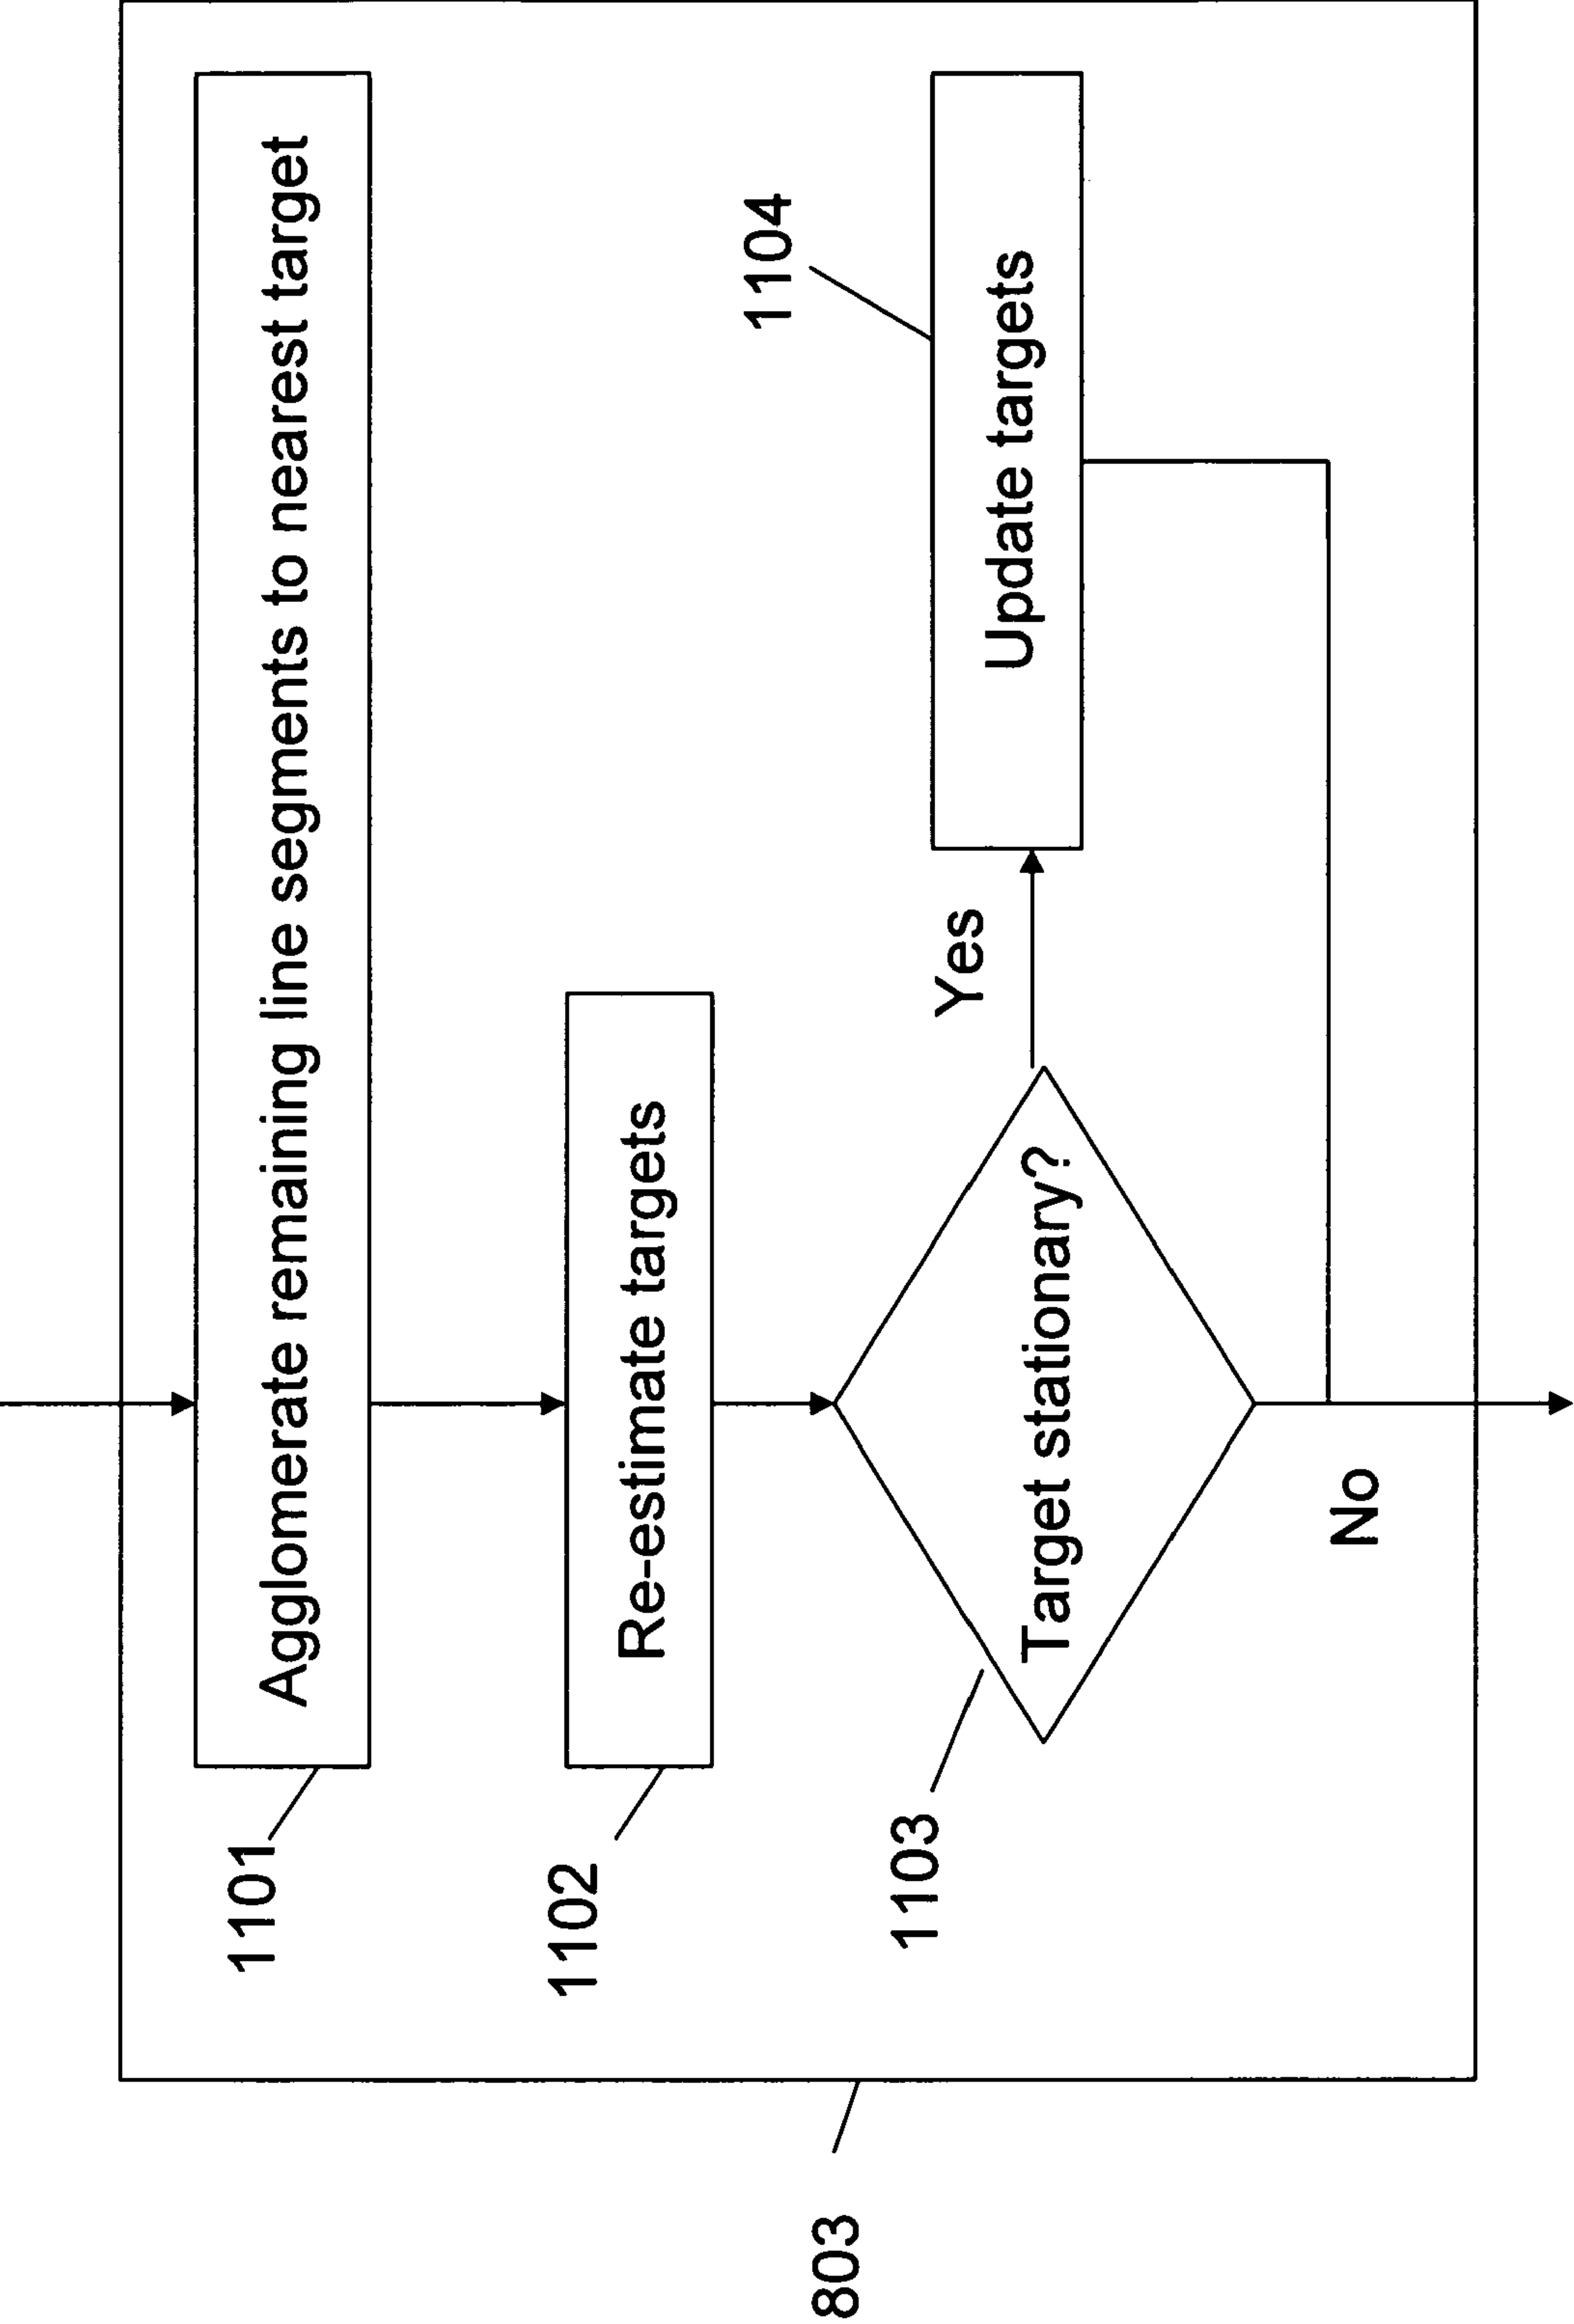 1101
Agglomerate remaining line segments to nearest target
1102
Re-estimate targets
1104
1103
Target stationary?
Yes
Update targets
No
803